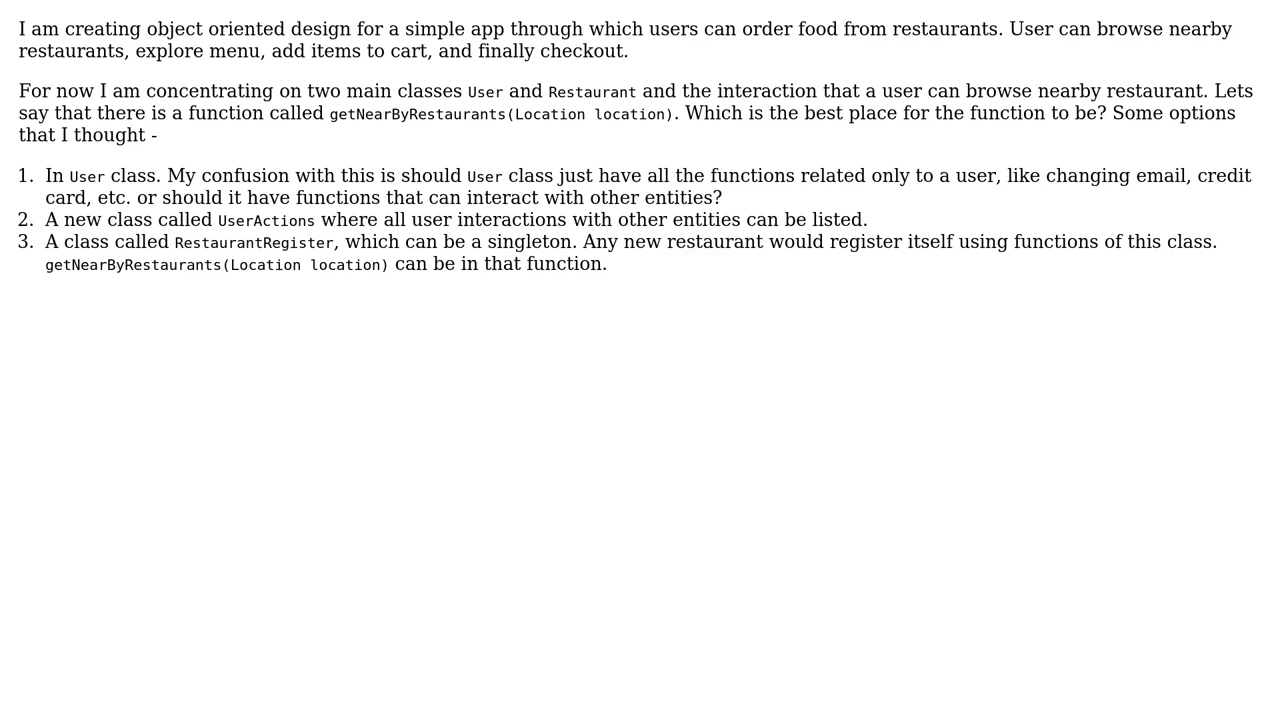 I am creating object oriented design for a simple app through which users can order food from restaurants. User can browse nearby
restaurants, explore menu, add items to cart, and finally checkout.
For now I am concentrating on two main classes User and Restaurant and the interaction that a user can browse nearby restaurant. Lets
say that there is a function called getNearByRestaurants(Location location). Which is the best place for the function to be? Some options
that I thought -
1. In User class. My confusion with this is should User class just have all the functions related only to a user, like changing email, credit
card, etc. or should it have functions that can interact with other entities?
2. A new class called UserActions where all user interactions with other entities can be listed.
3. A class called RestaurantRegister, which can be a singleton. Any new restaurant would register itself using functions of this class.
getNearByRestaurants(Location location) can be in that function.